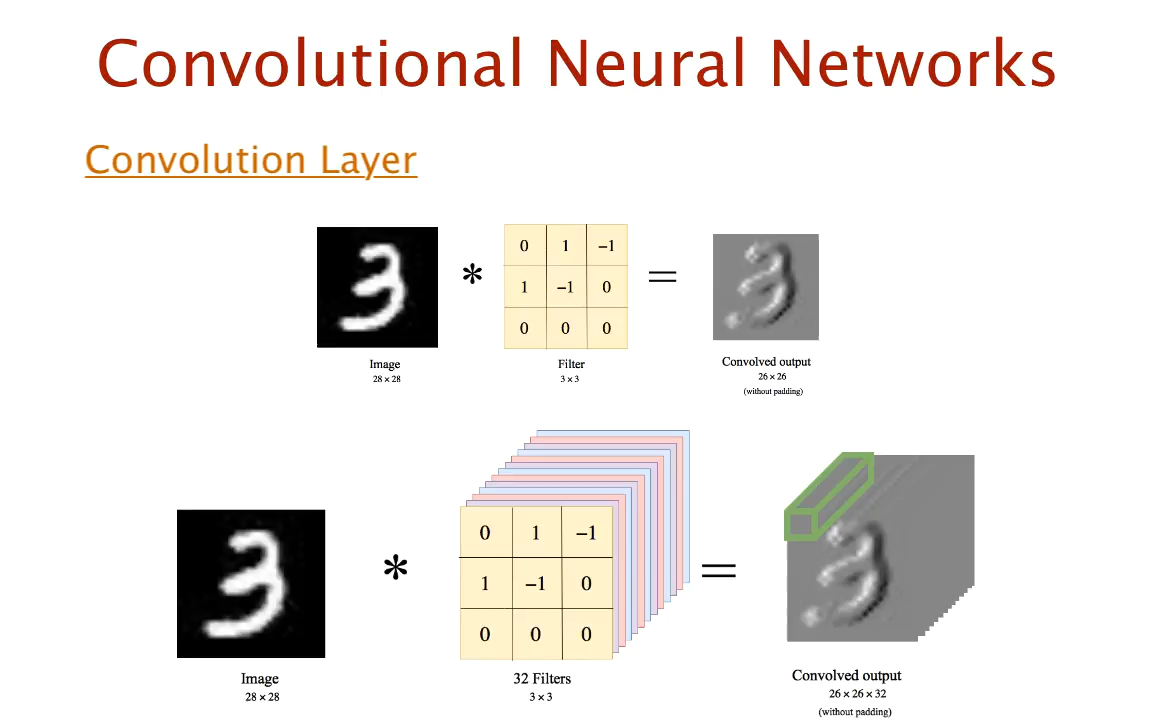 Convolutional Neural Networks
Convolution Layer
0 1 −1
1 −1 0
0 0 0
*
=
Image
28 × 28
Filter
3 × 3
Convolved output
26 × 26
(without padding)
0 1 −1
1 −1 0
0 0 0
*
=
Image
28 × 28
32 Filters
3 × 3
Convolved output
26 × 26 × 32
(without padding)